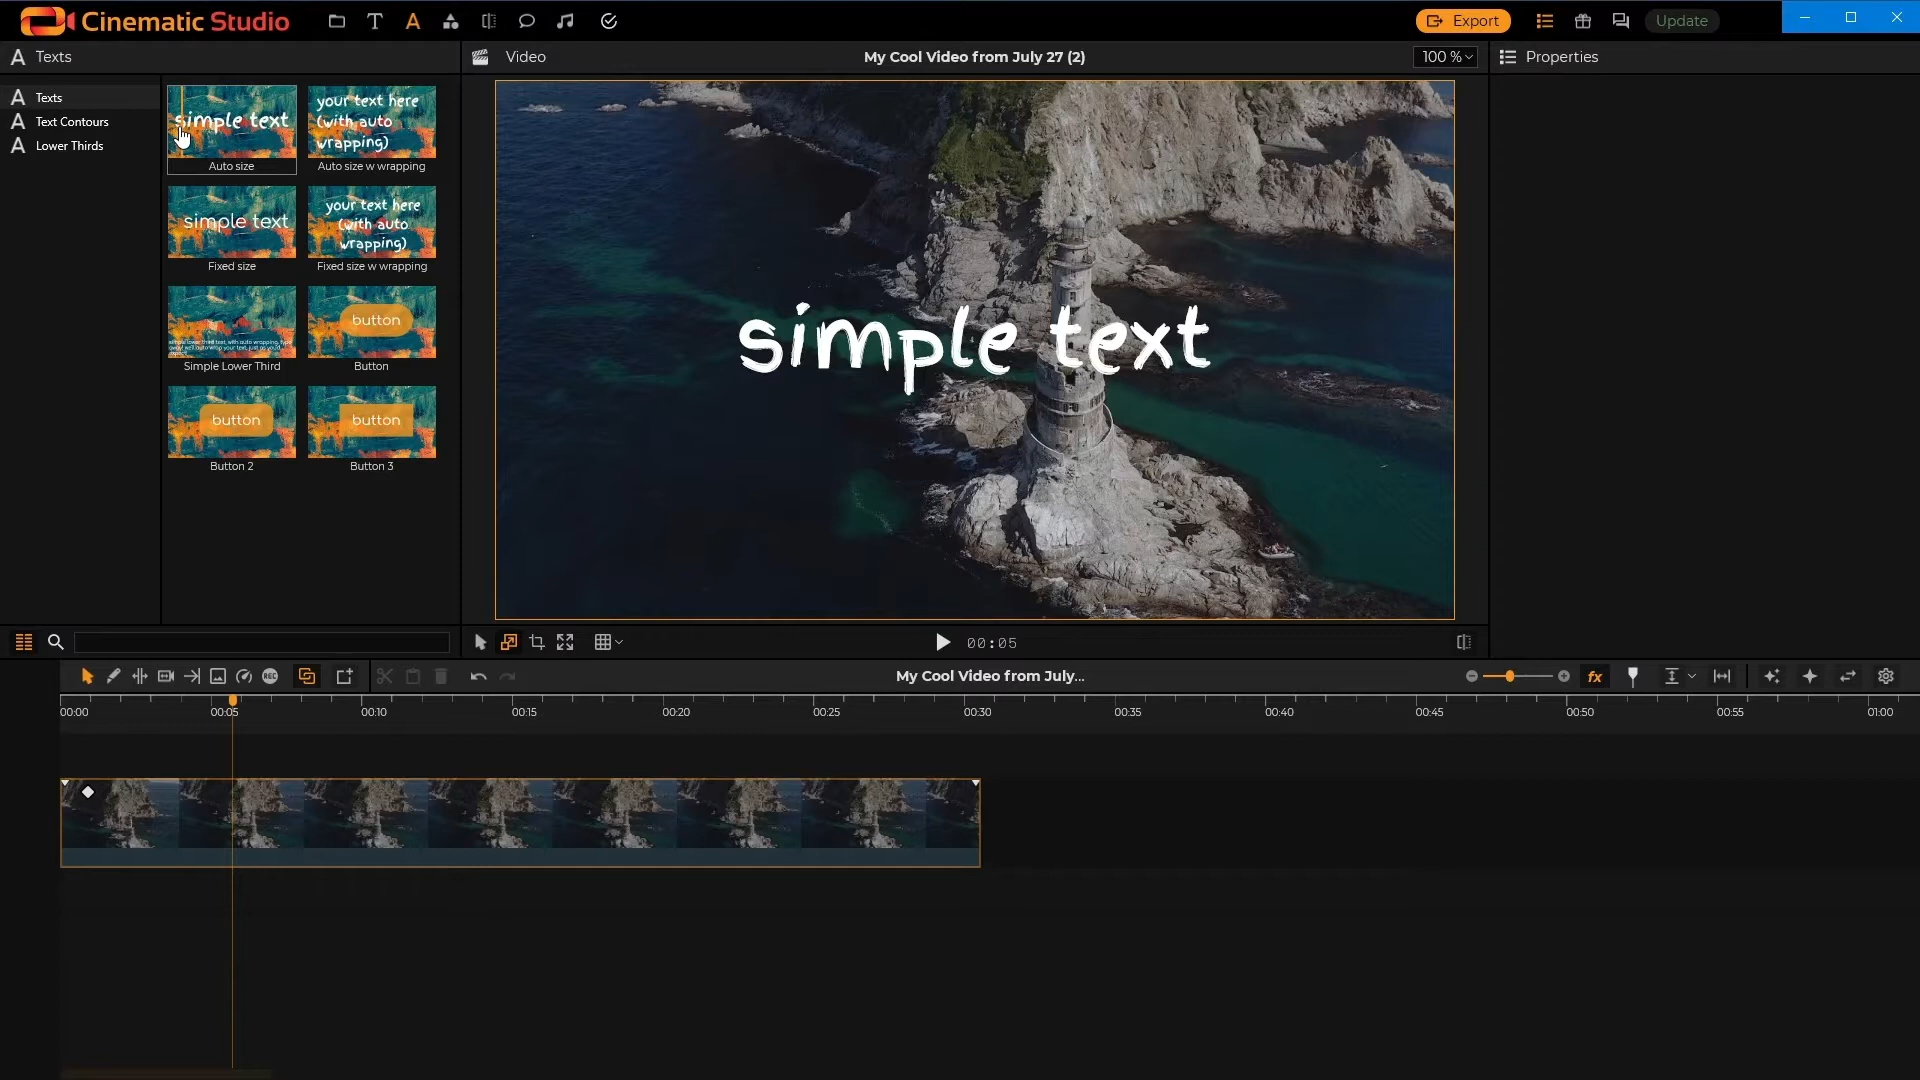 Cinematic Studio
Export
Update
Texts
Video
My Cool Video from July 27 (2)
100 %
Properties
Texts
Text Contours
Lower Thirds
simple text
Auto size
your text here
(with auto
wrapping)
Auto size w wrapping
simple text
Fixed size
your text here
(with auto
wrapping)
Fixed size w wrapping
Simple Lower Third
button
Button
button
Button 2
button
Button 3
simple text
00:05
REC
My Cool Video from July...
fx
00:00
00:05
00:10
00:15
00:20
00:25
00:30
00:35
00:40
00:45
00:50
00:55
01:00